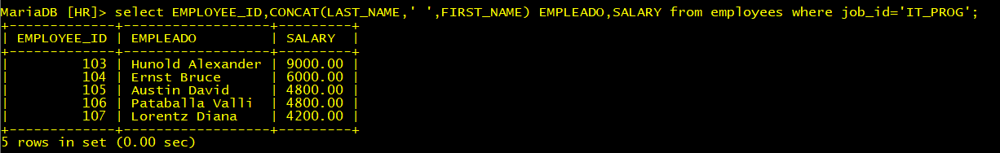 MariaDB [HR]> select EMPLOYEE_ID,CONCAT(LAST_NAME,' ',FIRST_NAME) EMPLEADO,SALARY from employees where job_id='IT_PROG';
+-------------+------------------+---------+
| EMPLOYEE_ID | EMPLEADO         | SALARY  |
+-------------+------------------+---------+
|         103 | Hunold Alexander | 9000.00 |
|         104 | Ernst Bruce      | 6000.00 |
|         105 | Austin David     | 4800.00 |
|         106 | Pataballa Valli  | 4800.00 |
|         107 | Lorentz Diana    | 4200.00 |
+-------------+------------------+---------+
5 rows in set (0.00 sec)